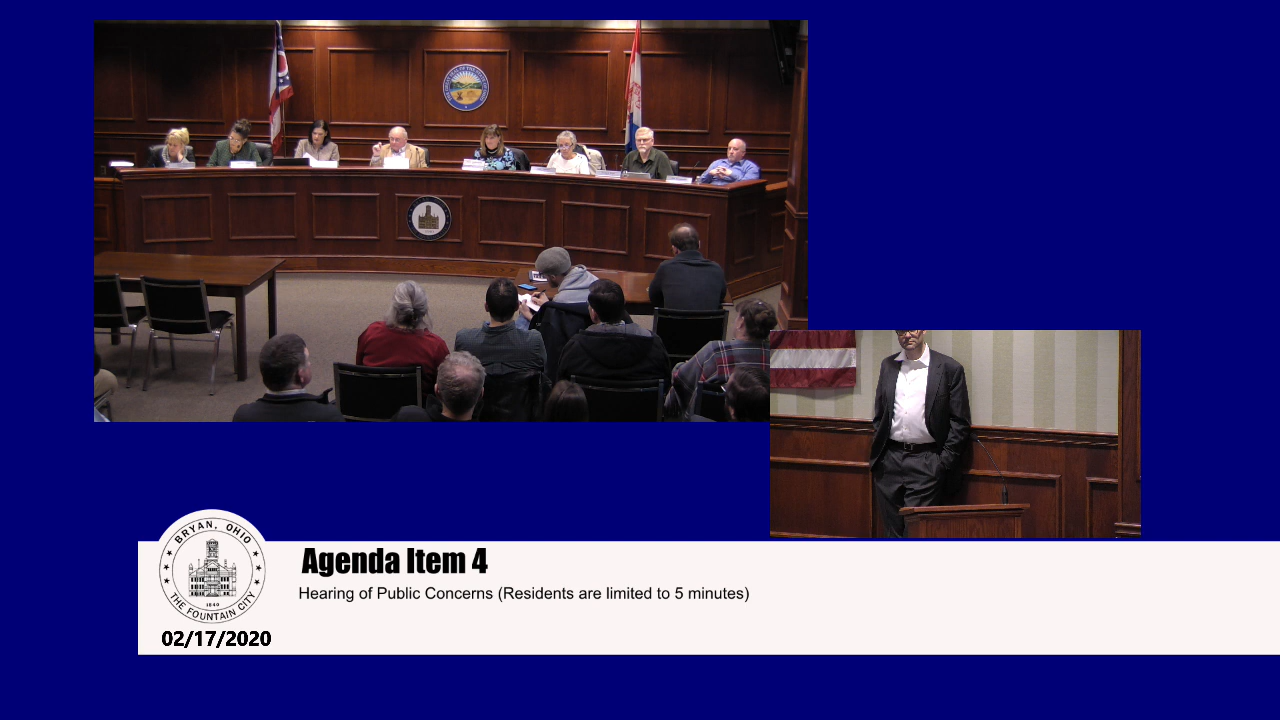 BRYAN, OHIO
1840
THE FOUNTAIN CITY
02/17/2020
Agenda Item 4
Hearing of Public Concerns (Residents are limited to 5 minutes)